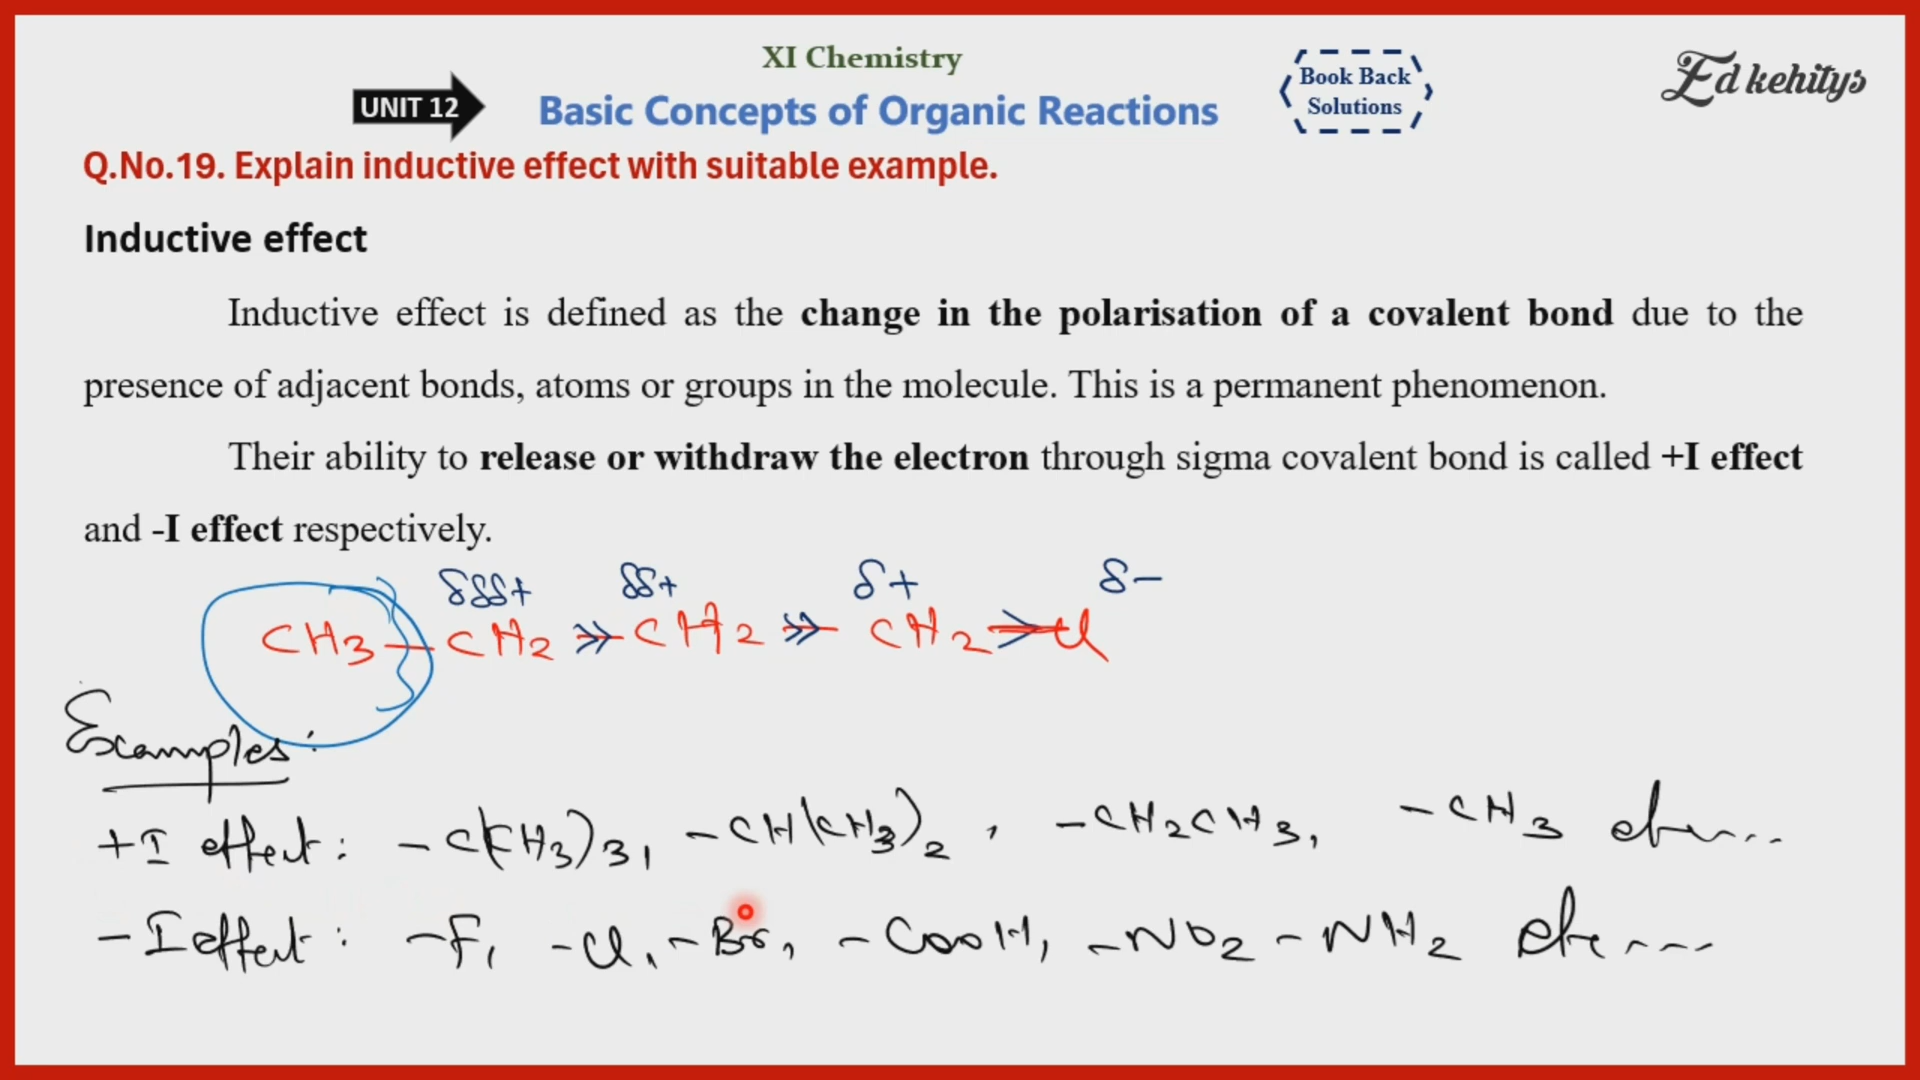 XI Chemistry
UNIT 12
Basic Concepts of Organic Reactions
Book Back
Solutions
Ed kehitys
Q.No.19. Explain inductive effect with suitable example.
Inductive effect
Inductive effect is defined as the change in the polarisation of a covalent bond due to the
presence of adjacent bonds, atoms or groups in the molecule. This is a permanent phenomenon.
Their ability to release or withdraw the electron through sigma covalent bond is called +I effect
and -I effect respectively.
δδδ+ δδ+ δ+ δ-
CH3 - CH2 ≫ CH2 ≫ CH2 > Cl
Examples:
+I effect: -C(CH3)3, -CH(CH3)2, -CH2CH3, -CH3 etc....
-I effect: -F, -Cl, -Br, -COOH, -NO2 -NH2 etc ----